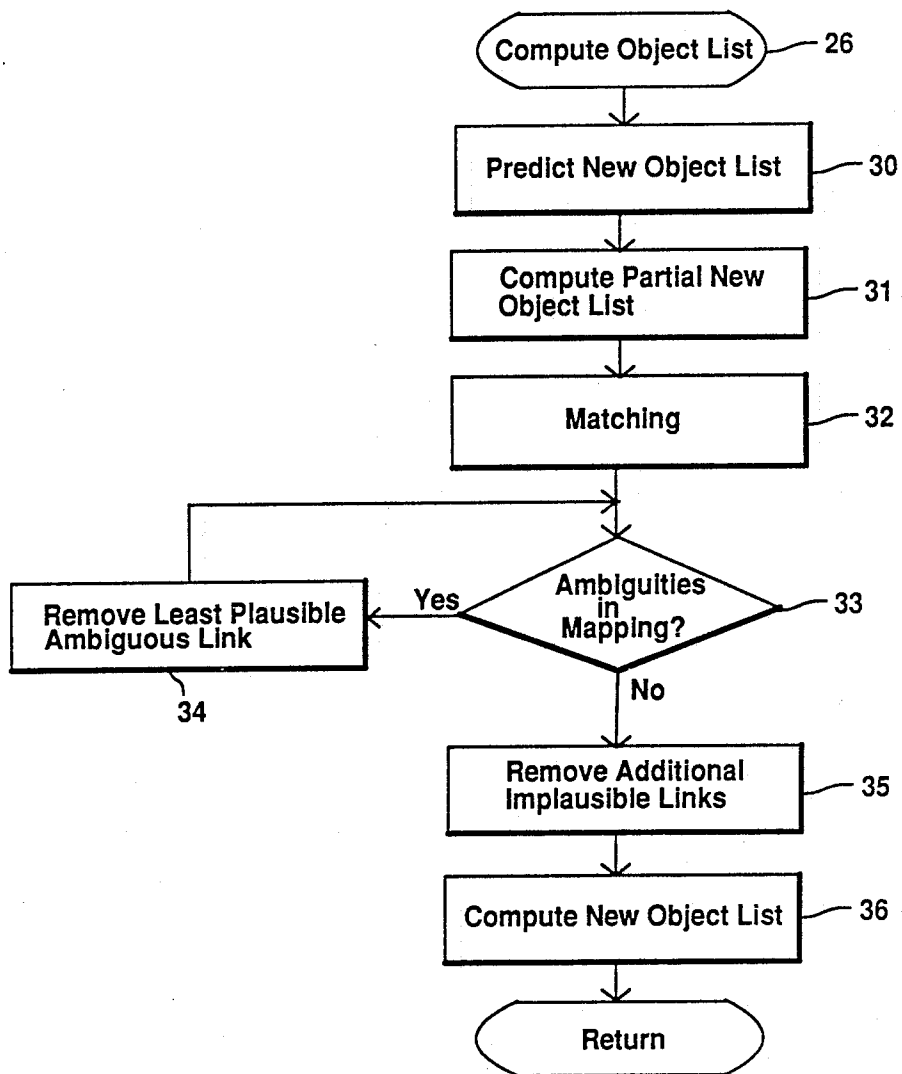 Compute Object List
26
Predict New Object List
30
Compute Partial New
Object List
31
Matching
32
Ambiguities
in
Mapping?
33
Yes
Remove Least Plausible
Ambiguous Link
34
No
Remove Additional
Implausible Links
35
Compute New Object List
36
Return